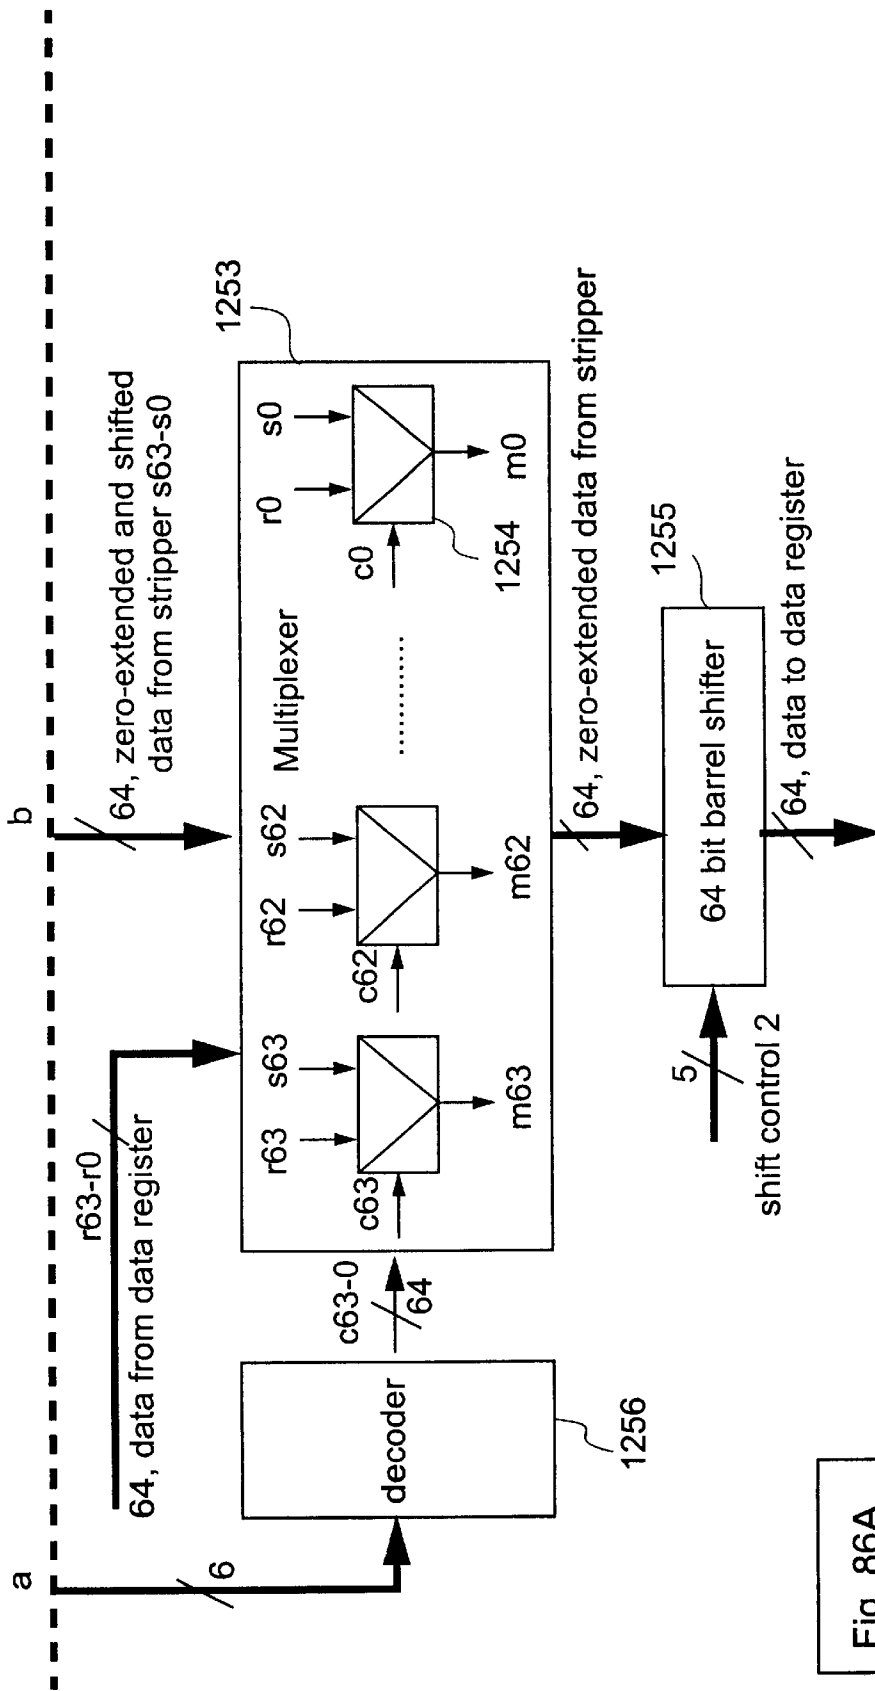 a
b
6
r63-r0
64, data from data register
64, zero-extended and shifted
data from stripper s63-s0
1253
decoder
1256
c63-0
64
Multiplexer
r63
s63
c63
m63
r62
s62
c62
m62
............
r0
s0
c0
m0
1254
64, zero-extended data from stripper
5
shift control 2
64 bit barrel shifter
1255
64, data to data register
Fig. 86A